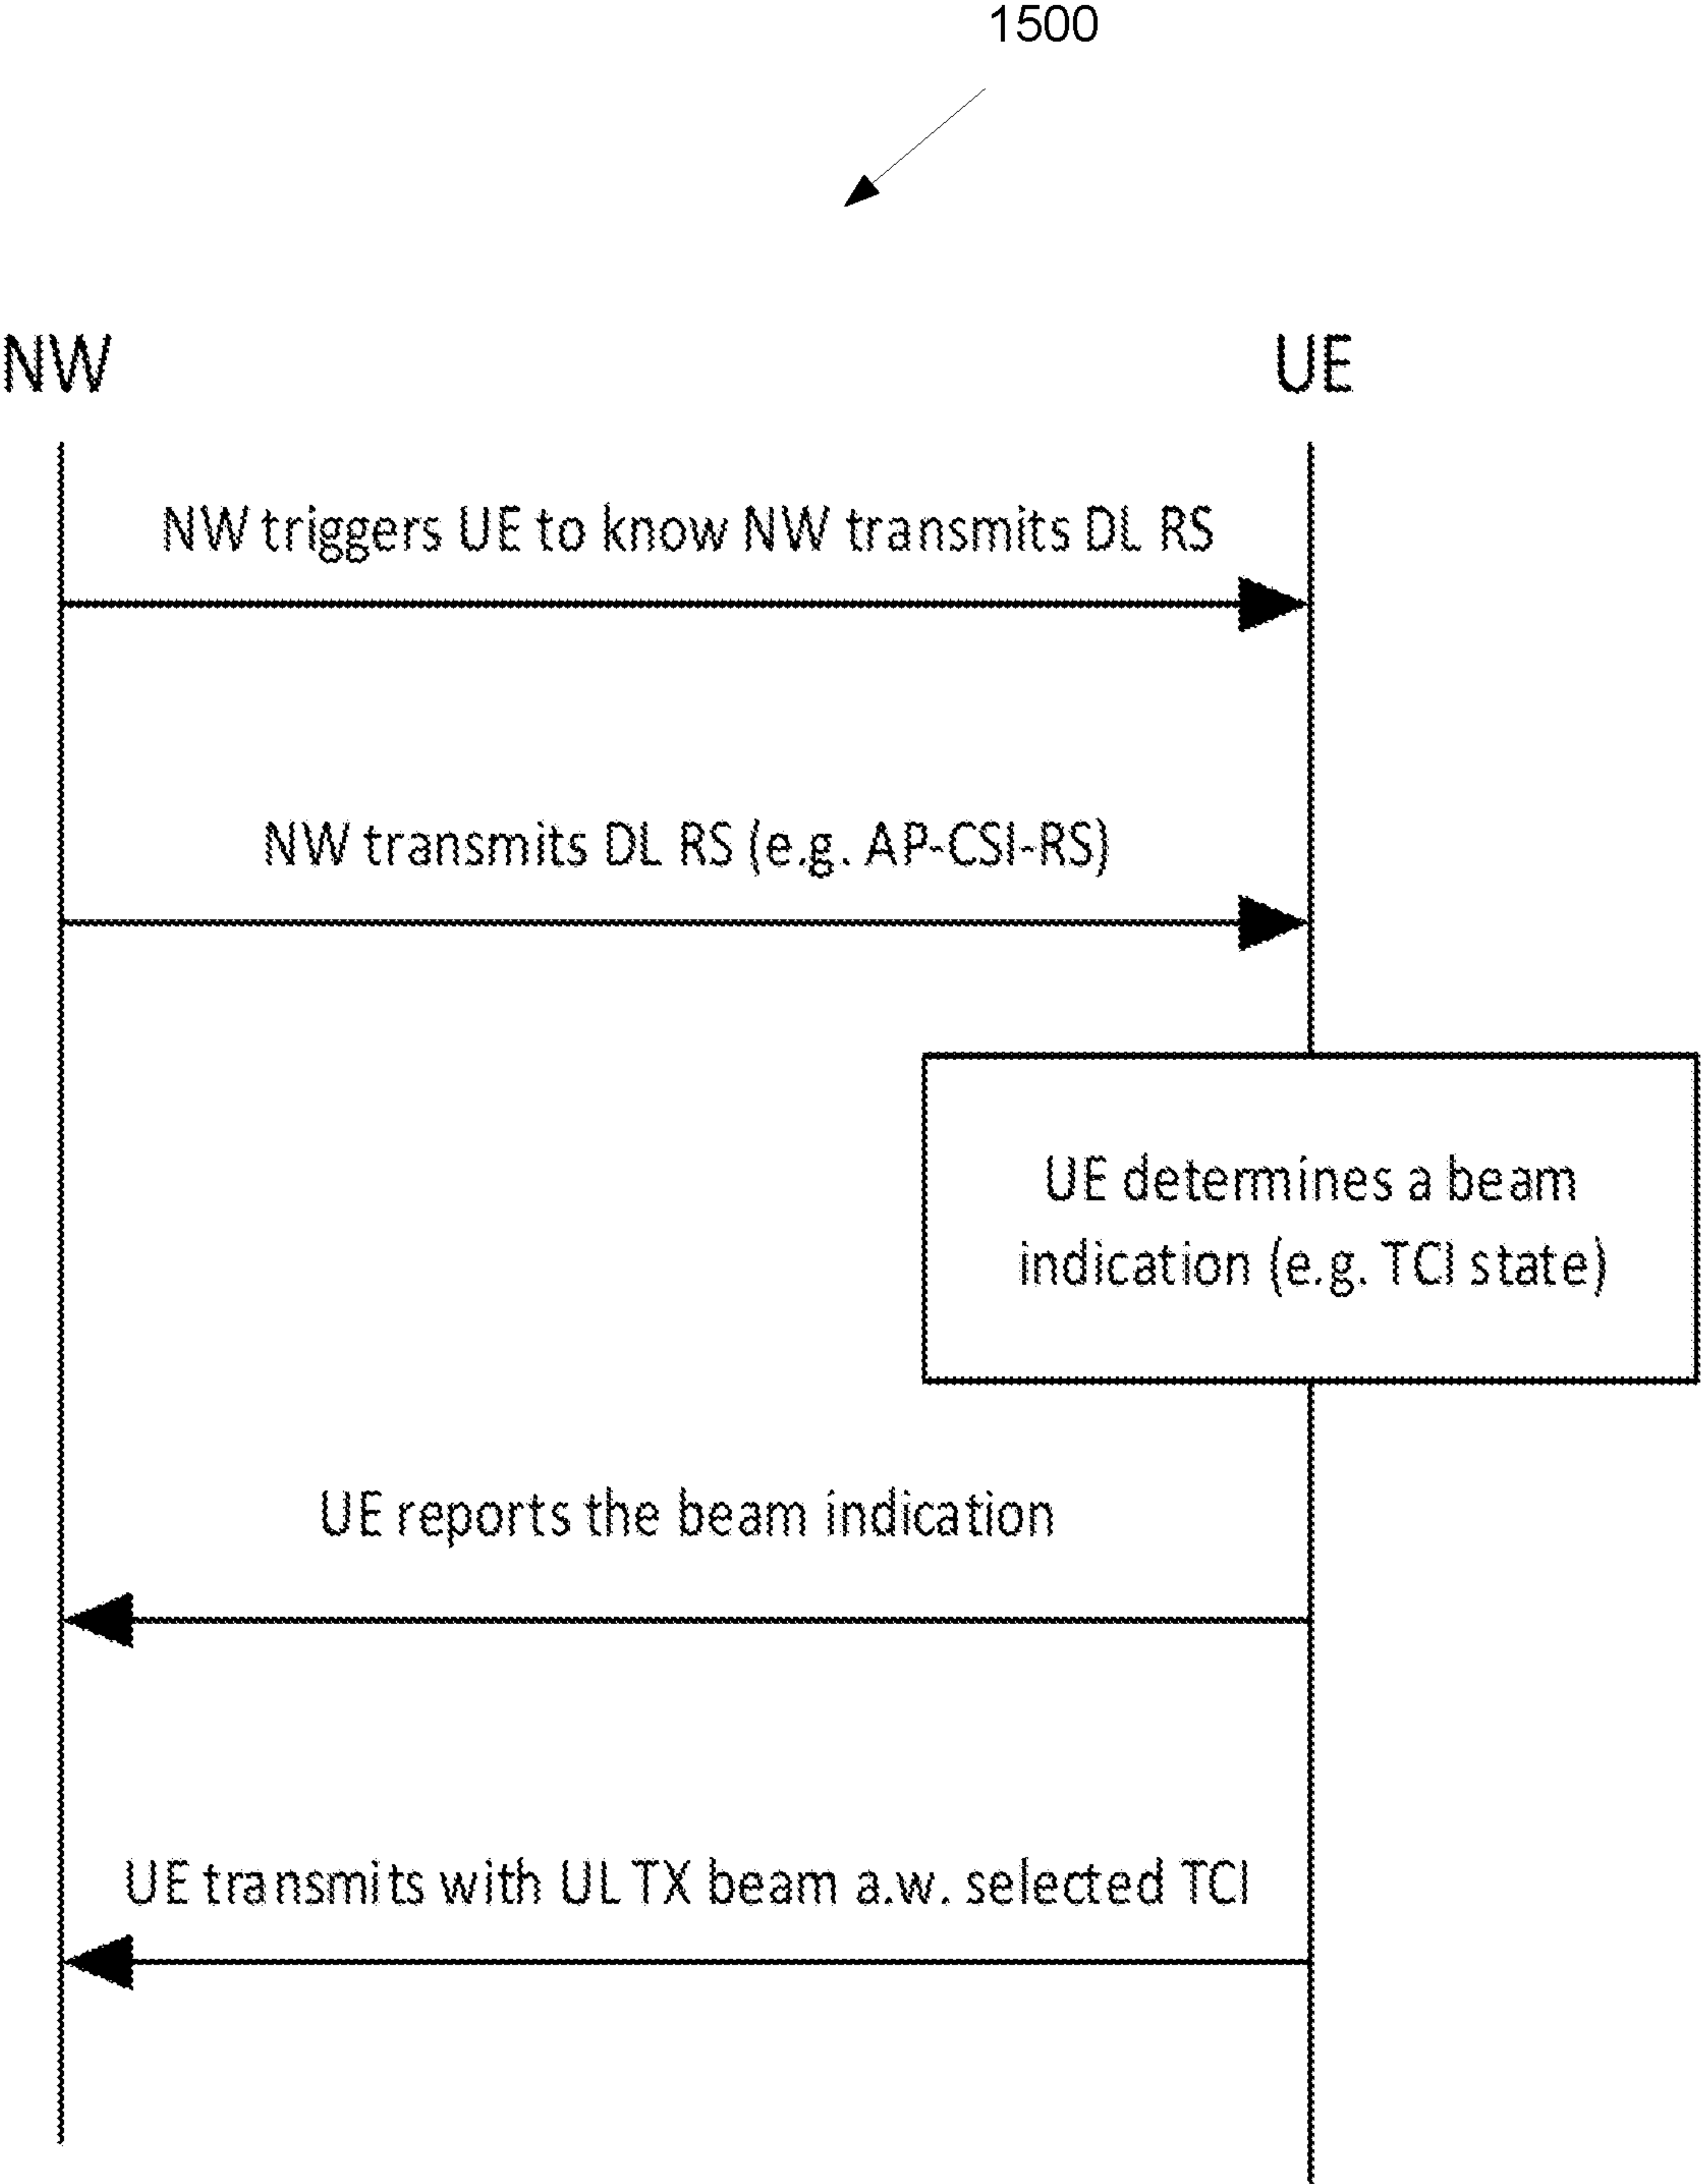 1500
NW
UE
NW triggers UE to know NW transmits DL RS
NW transmits DL RS (e.g. AP-CSI-RS)
UE determines a beam
indication (e.g. TCI state)
UE reports the beam indication
UE transmits with UL TX beam a.w. selected TCI